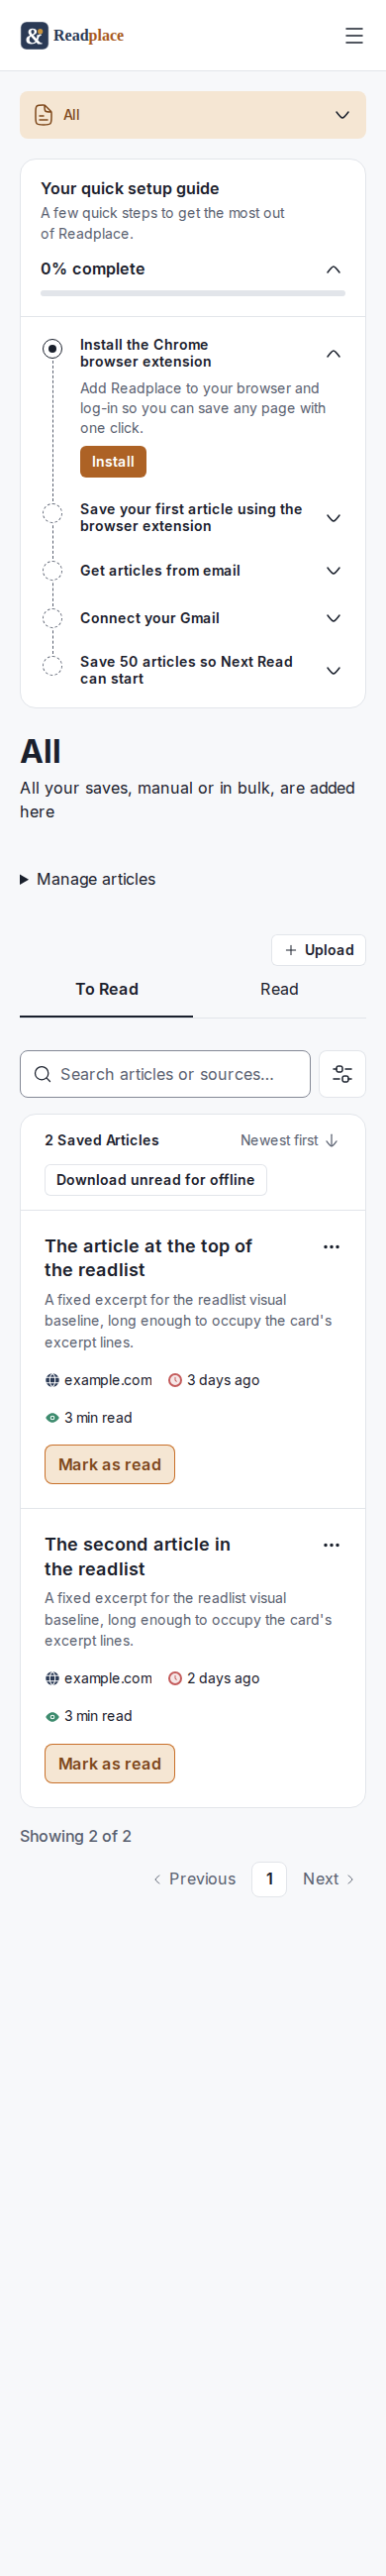 Readplace
All
Your quick setup guide
A few quick steps to get the most out
of Readplace.
0% complete
Install the Chrome
browser extension
Add Readplace to your browser and
log-in so you can save any page with
one click.
Install
Save your first article using the
browser extension
Get articles from email
Connect your Gmail
Save 50 articles so Next Read
can start
All
All your saves, manual or in bulk, are added
here
Manage articles
Upload
To Read
Read
Search articles or sources...
2 Saved Articles
Newest first
Download unread for offline
The article at the top of
the readlist
A fixed excerpt for the readlist visual
baseline, long enough to occupy the card's
excerpt lines.
example.com 3 days ago
3 min read
Mark as read
The second article in
the readlist
A fixed excerpt for the readlist visual
baseline, long enough to occupy the card's
excerpt lines.
example.com 2 days ago
3 min read
Mark as read
Showing 2 of 2
Previous 1 Next